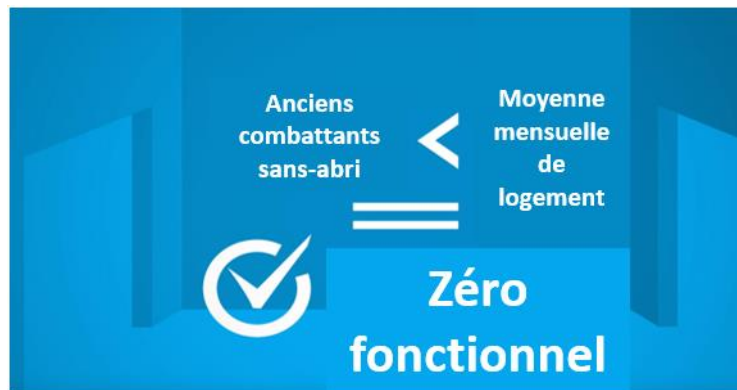 Anciens
combattants
sans-abri
<
Moyenne
mensuelle
de
logement
=
Zéro
fonctionnel